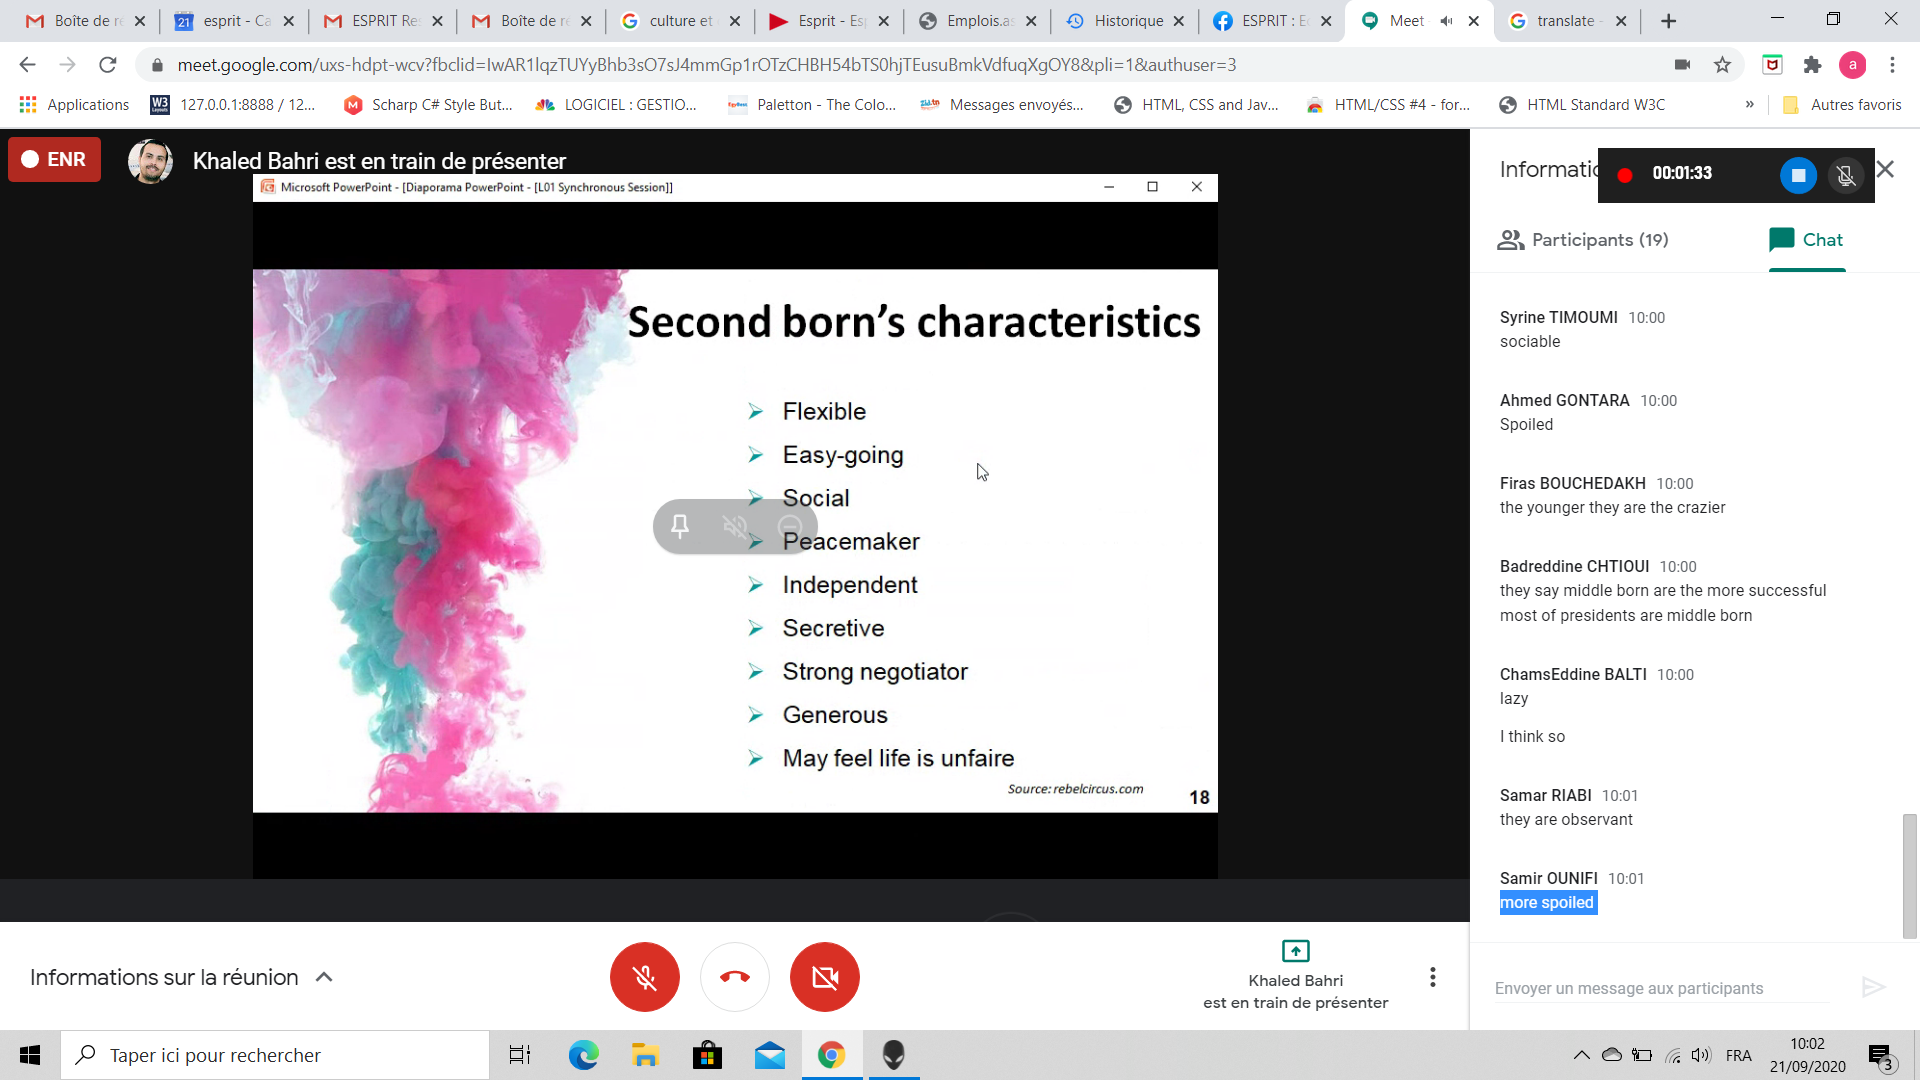 Boîte de ré
esprit - Ca
ESPRIT Re
Boîte de ré
culture et
Esprit - Es
Emplois.as
Historique
ESPRIT : E
Meet
translate -
meet.google.com/uxs-hdpt-wcv?fbclid=IwAR1lqzTUYyBhb3sO7sJ4mmGp1rOTzCHBH54bTS0hjTEusuBmkVdfuqXgOY8&pli=1&authuser=3
a
Applications
127.0.0.1:8888 / 12...
Scharp C# Style But...
LOGICIEL : GESTIO...
Paletton - The Colo...
Messages envoyés...
HTML, CSS and Jav...
HTML/CSS #4 - for...
HTML Standard W3C
»
Autres favoris
ENR
Khaled Bahri est en train de présenter
Microsoft PowerPoint - [Diaporama PowerPoint - [L01 Synchronous Session]]
Second born's characteristics
Flexible
Easy-going
Social
Peacemaker
Independent
Secretive
Strong negotiator
Generous
May feel life is unfaire
Source: rebelcircus.com
18
Informatio
00:01:33
Participants (19)
Chat
Syrine TIMOUMI 10:00
sociable
Ahmed GONTARA 10:00
Spoiled
Firas BOUCHEDAKH 10:00
the younger they are the crazier
Badreddine CHTIOUI 10:00
they say middle born are the more successful
most of presidents are middle born
ChamsEddine BALTI 10:00
lazy
I think so
Samar RIABI 10:01
they are observant
Samir OUNIFI 10:01
more spoiled
Envoyer un message aux participants
Informations sur la réunion
Khaled Bahri
est en train de présenter
Taper ici pour rechercher
FRA
10:02
21/09/2020
3